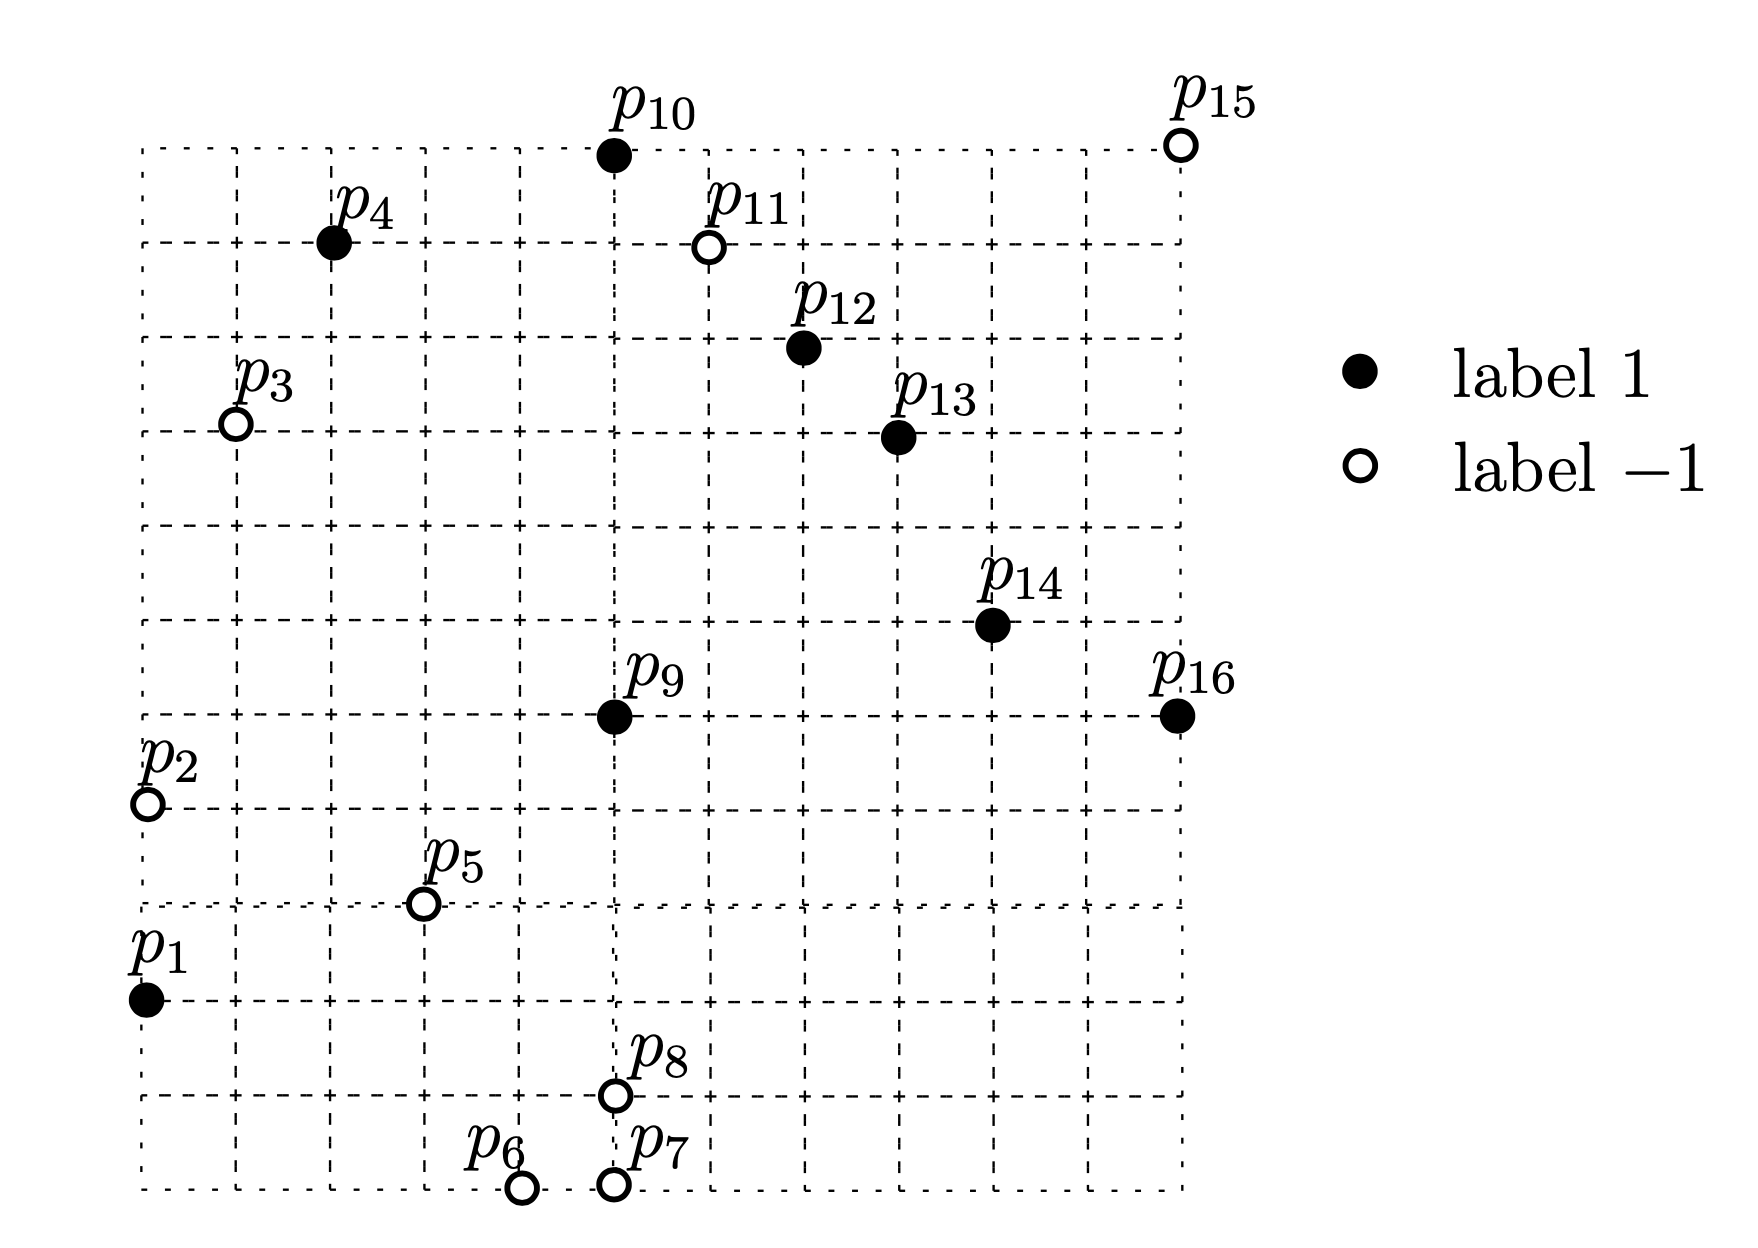 p10
p15
p4
p11
p12
p3
p13
label 1
label −1
p14
p9
p16
p2
p5
p1
p8
p6
p7